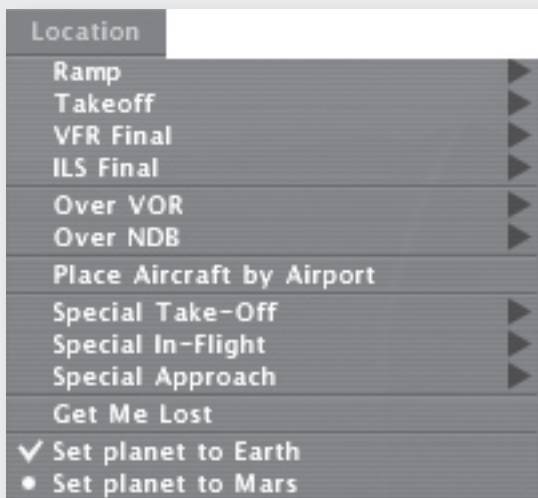 Location
Ramp
Takeoff
VFR Final
ILS Final
Over VOR
Over NDB
Place Aircraft by Airport
Special Take-Off
Special In-Flight
Special Approach
Get Me Lost
Set planet to Earth
Set planet to Mars